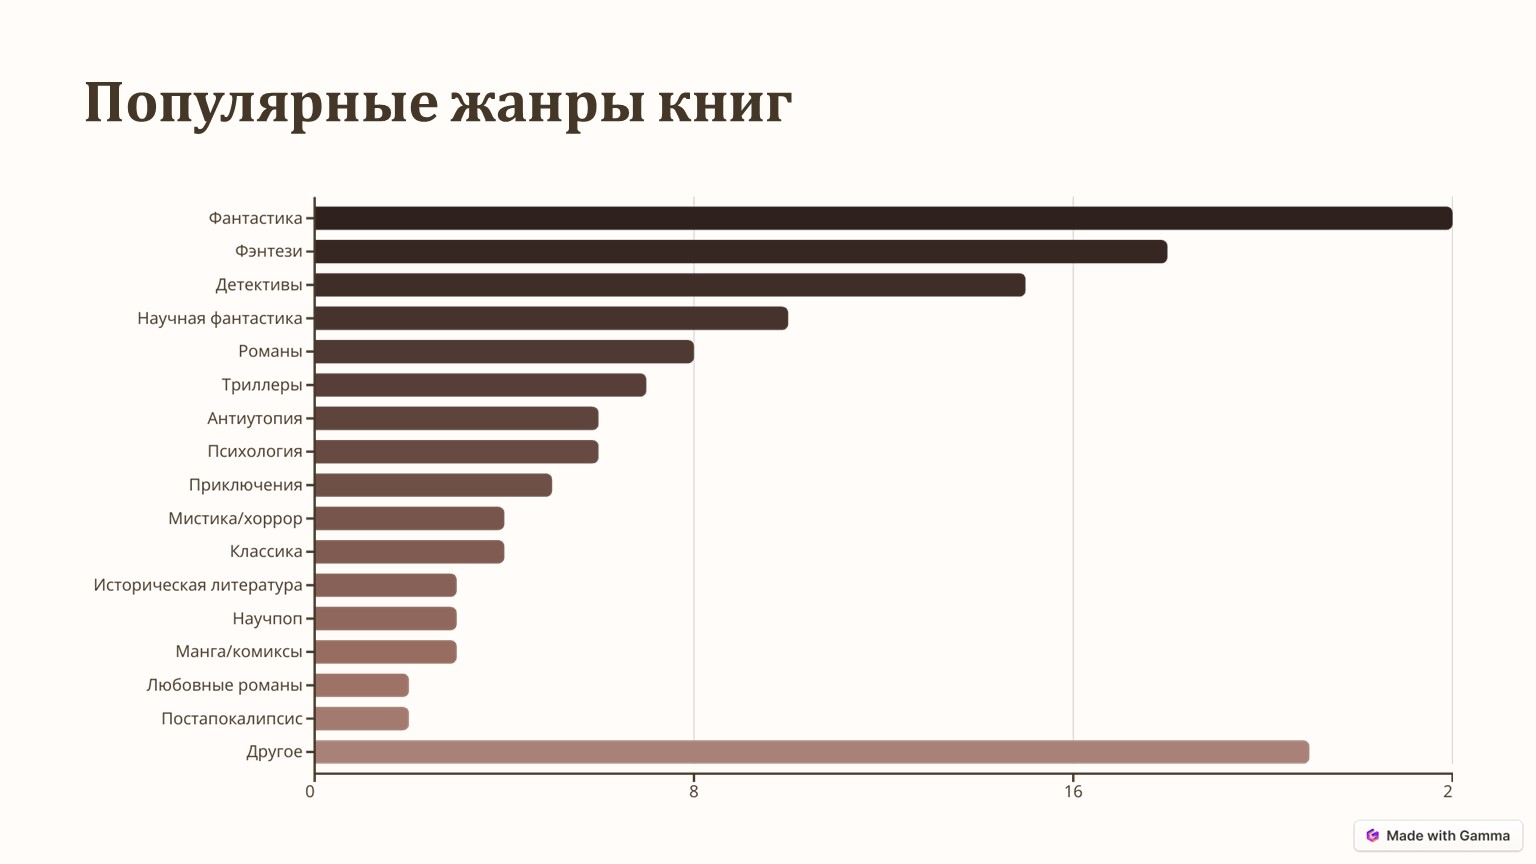 Популярные жанры книг
Фантастика
Фэнтези
Детективы
Научная фантастика
Романы
Триллеры
Антиутопия
Психология
Приключения
Мистика/хоррор
Классика
Историческая литература
Научпоп
Манга/комиксы
Любовные романы
Постапокалипсис
Другое
0 8 16 2
Made with Gamma